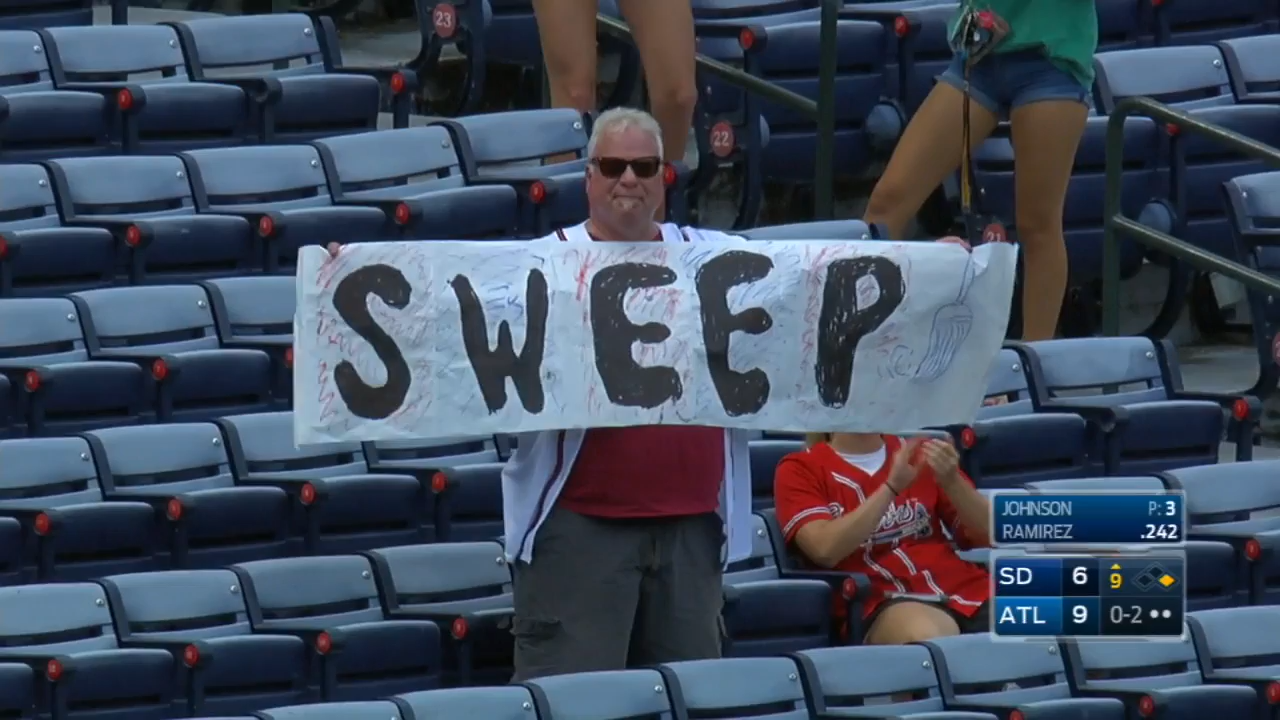 23
22
SWEEP
JOHNSON P: 3
RAMIREZ .242
SD 6 9
ATL 9 0-2